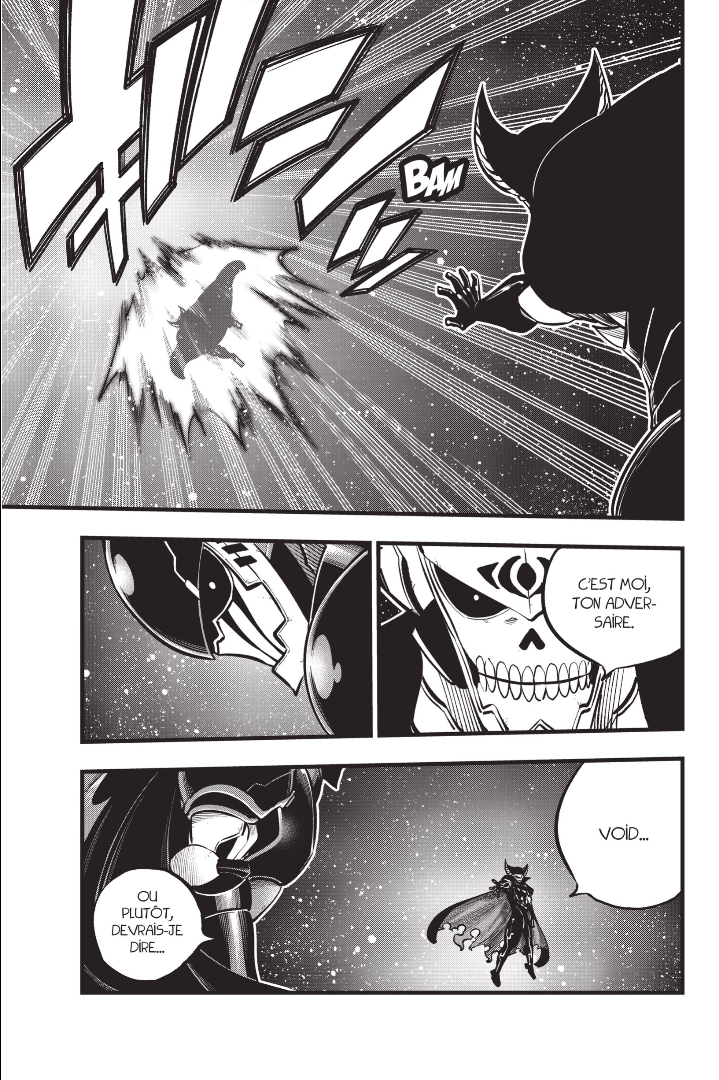 BAM
C'EST MOI,
TON ADVER-
SAIRE.
VOID...
OU
PLUTÔT,
DEVRAIS-JE
DIRE...